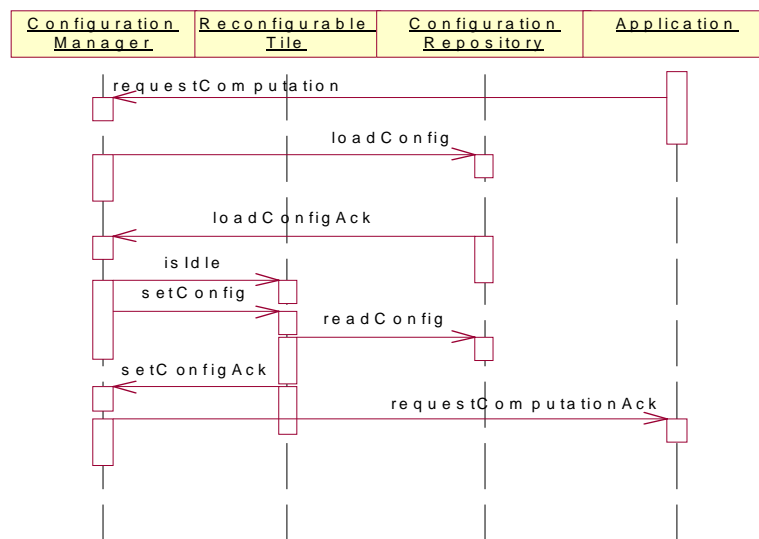 Configuration Manager
Reconfigurable Tile
Configuration Repository
Application
requestComputation
loadConfig
loadConfigAck
isIdle
setConfig
readConfig
setConfigAck
requestComputationAck